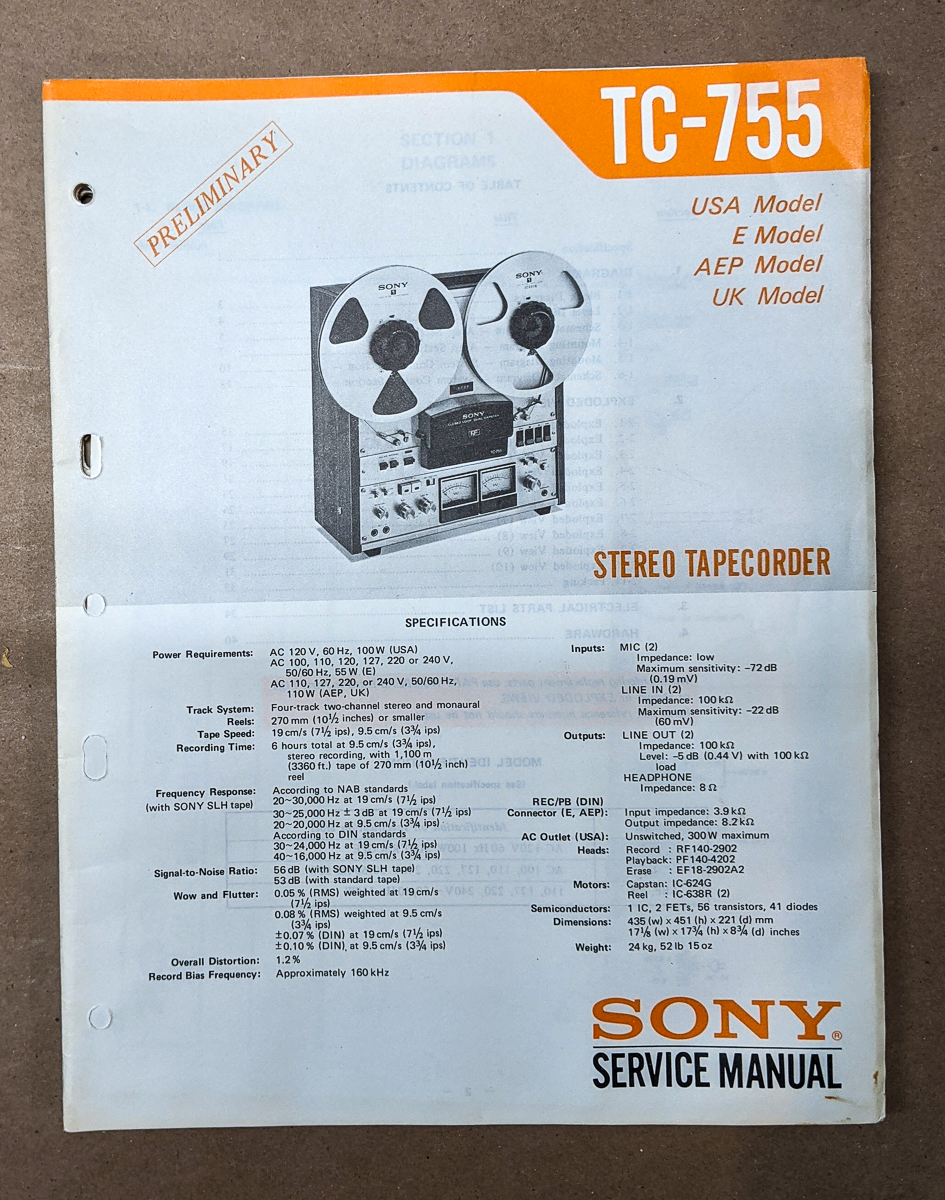 TC-755
PRELIMINARY
USA Model
E Model
AEP Model
UK Model
SONY
SONY
SONY
STEREO TAPECORDER
SPECIFICATIONS
Power Requirements: AC 120 V, 60 Hz, 100 W (USA)
AC 100, 110, 120, 127, 220 or 240 V,
50/60 Hz, 55 W (E)
AC 110, 127, 220, or 240 V, 50/60 Hz,
110 W (AEP, UK)
Track System: Four-track two-channel stereo and monaural
Reels: 270 mm (10½ inches) or smaller
Tape Speed: 19 cm/s (7½ ips), 9.5 cm/s (3¾ ips)
Recording Time: 6 hours total at 9.5 cm/s (3¾ ips),
stereo recording, with 1,100 m
(3360 ft.) tape of 270 mm (10½ inch)
reel
Frequency Response: According to NAB standards
(with SONY SLH tape) 20~30,000 Hz at 19 cm/s (7½ ips)
30~25,000 Hz ± 3 dB at 19 cm/s (7½ ips)
20~20,000 Hz at 9.5 cm/s (3¾ ips)
According to DIN standards
30~24,000 Hz at 19 cm/s (7½ ips)
40~16,000 Hz at 9.5 cm/s (3¾ ips)
Signal-to-Noise Ratio: 56 dB (with SONY SLH tape)
53 dB (with standard tape)
Wow and Flutter: 0.05 % (RMS) weighted at 19 cm/s
(7½ ips)
0.08 % (RMS) weighted at 9.5 cm/s
(3¾ ips)
±0.07 % (DIN) at 19 cm/s (7½ ips)
±0.10 % (DIN), at 9.5 cm/s (3¾ ips)
Overall Distortion: 1.2 %
Record Bias Frequency: Approximately 160 kHz
Inputs: MIC (2)
Impedance: low
Maximum sensitivity: -72 dB
(0.19 mV)
LINE IN (2)
Impedance: 100 kΩ
Maximum sensitivity: -22 dB
(60 mV)
Outputs: LINE OUT (2)
Impedance: 100 kΩ
Level: -5 dB (0.44 V) with 100 kΩ
load
HEADPHONE
Impedance: 8 Ω
REC/PB (DIN)
Connector (E, AEP): Input impedance: 3.9 kΩ
Output impedance: 8.2 kΩ
AC Outlet (USA): Unswitched, 300 W maximum
Heads: Record : RF140-2902
Playback: PF140-4202
Erase : EF18-2902A2
Motors: Capstan: IC-624G
Reel : IC-638R (2)
Semiconductors: 1 IC, 2 FETs, 56 transistors, 41 diodes
Dimensions: 435 (w) x 451 (h) x 221 (d) mm
17⅛ (w) x 17¾ (h) x 8¾ (d) inches
Weight: 24 kg, 52 lb 15 oz
SONY®
SERVICE MANUAL